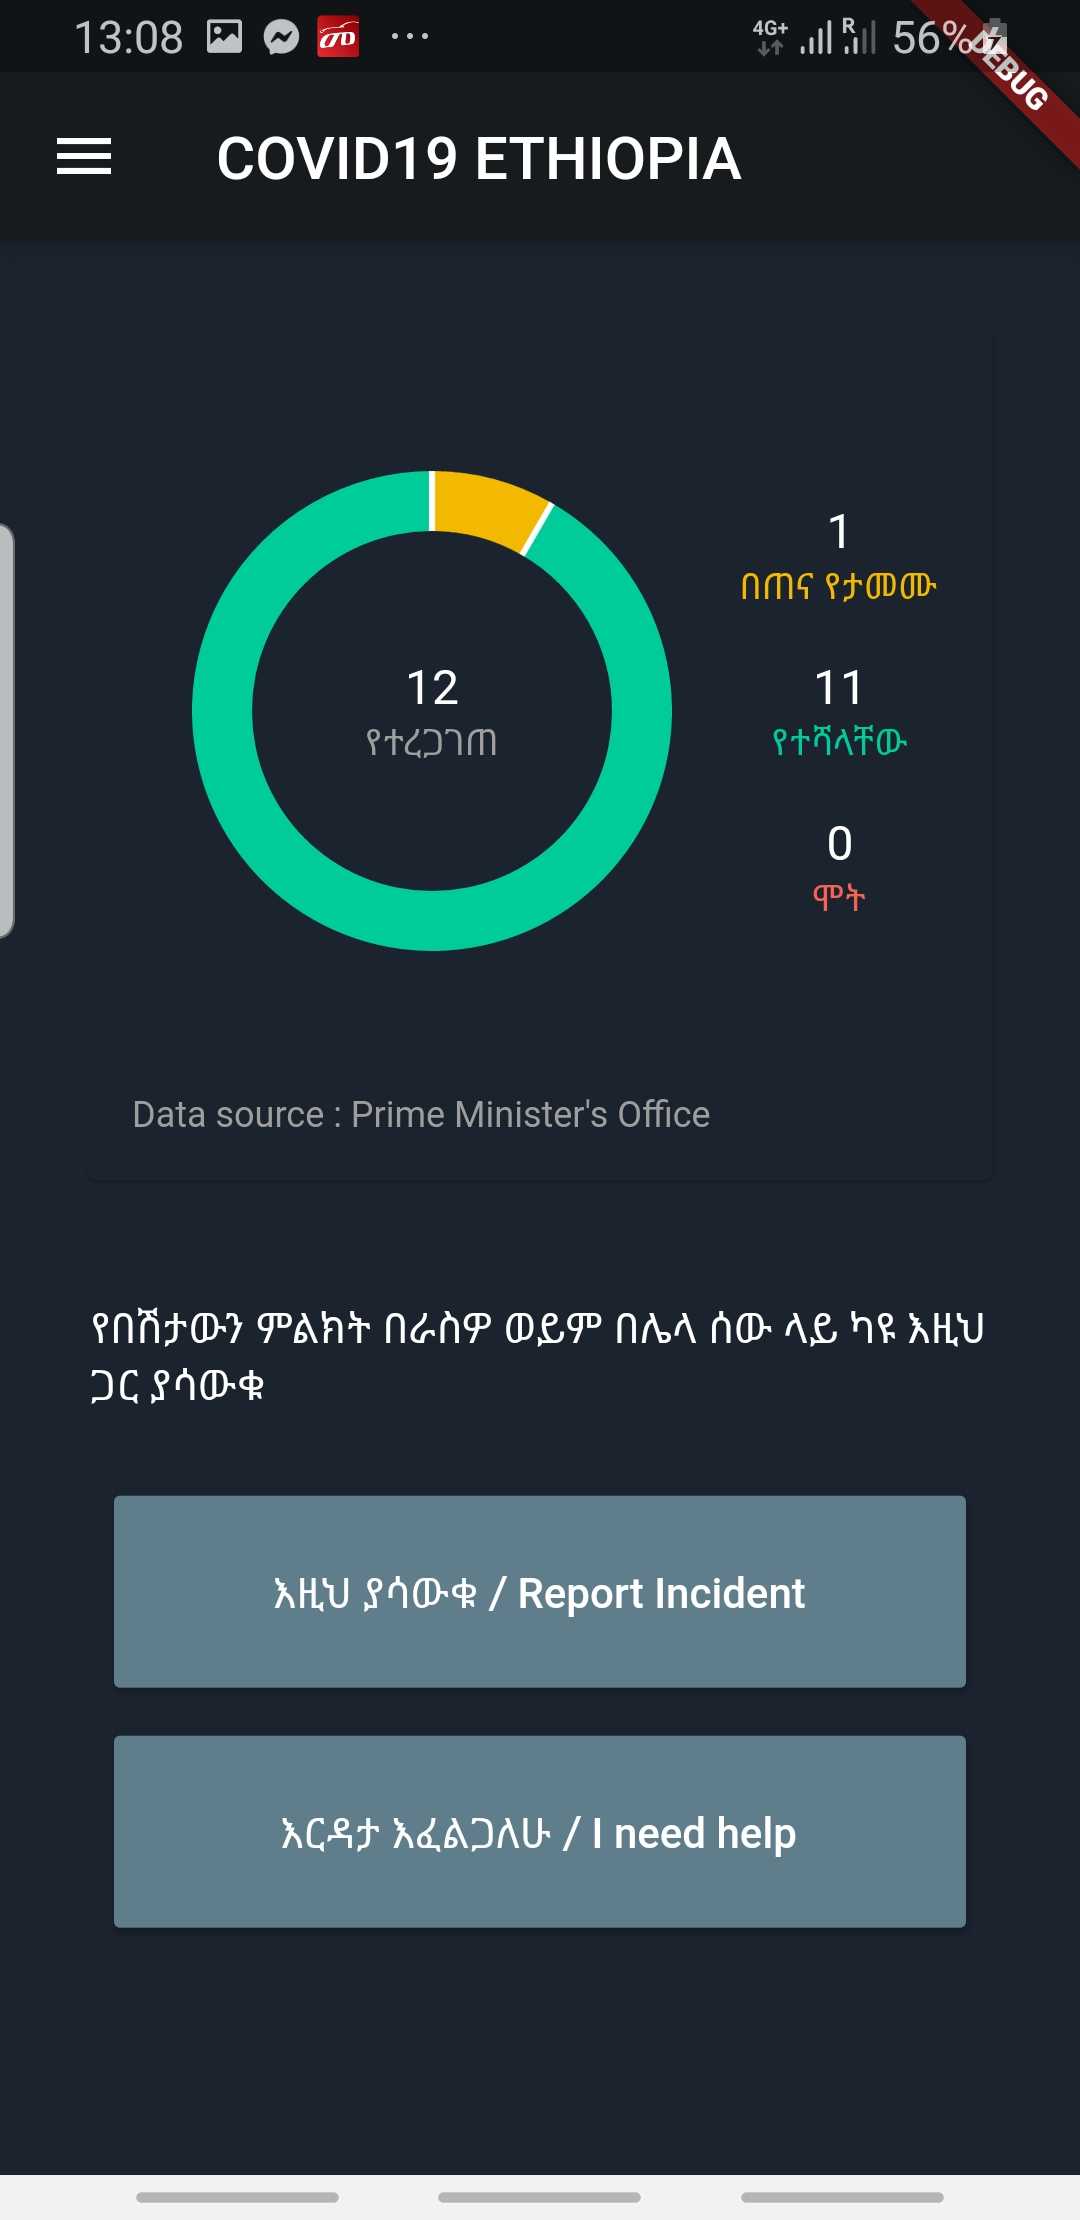 13:08
4G+
R
56%
DEBUG
COVID19 ETHIOPIA
1
በጠና የታመሙ
12
የተረጋገጠ
11
የተሻላቸው
0
ሞት
Data source : Prime Minister's Office
የበሽታውን ምልክት በራስዎ ወይም በሌላ ሰው ላይ ካዩ እዚህ
ጋር ያሳውቁ
እዚህ ያሳውቁ / Report Incident
እርዳታ እፈልጋለሁ / I need help